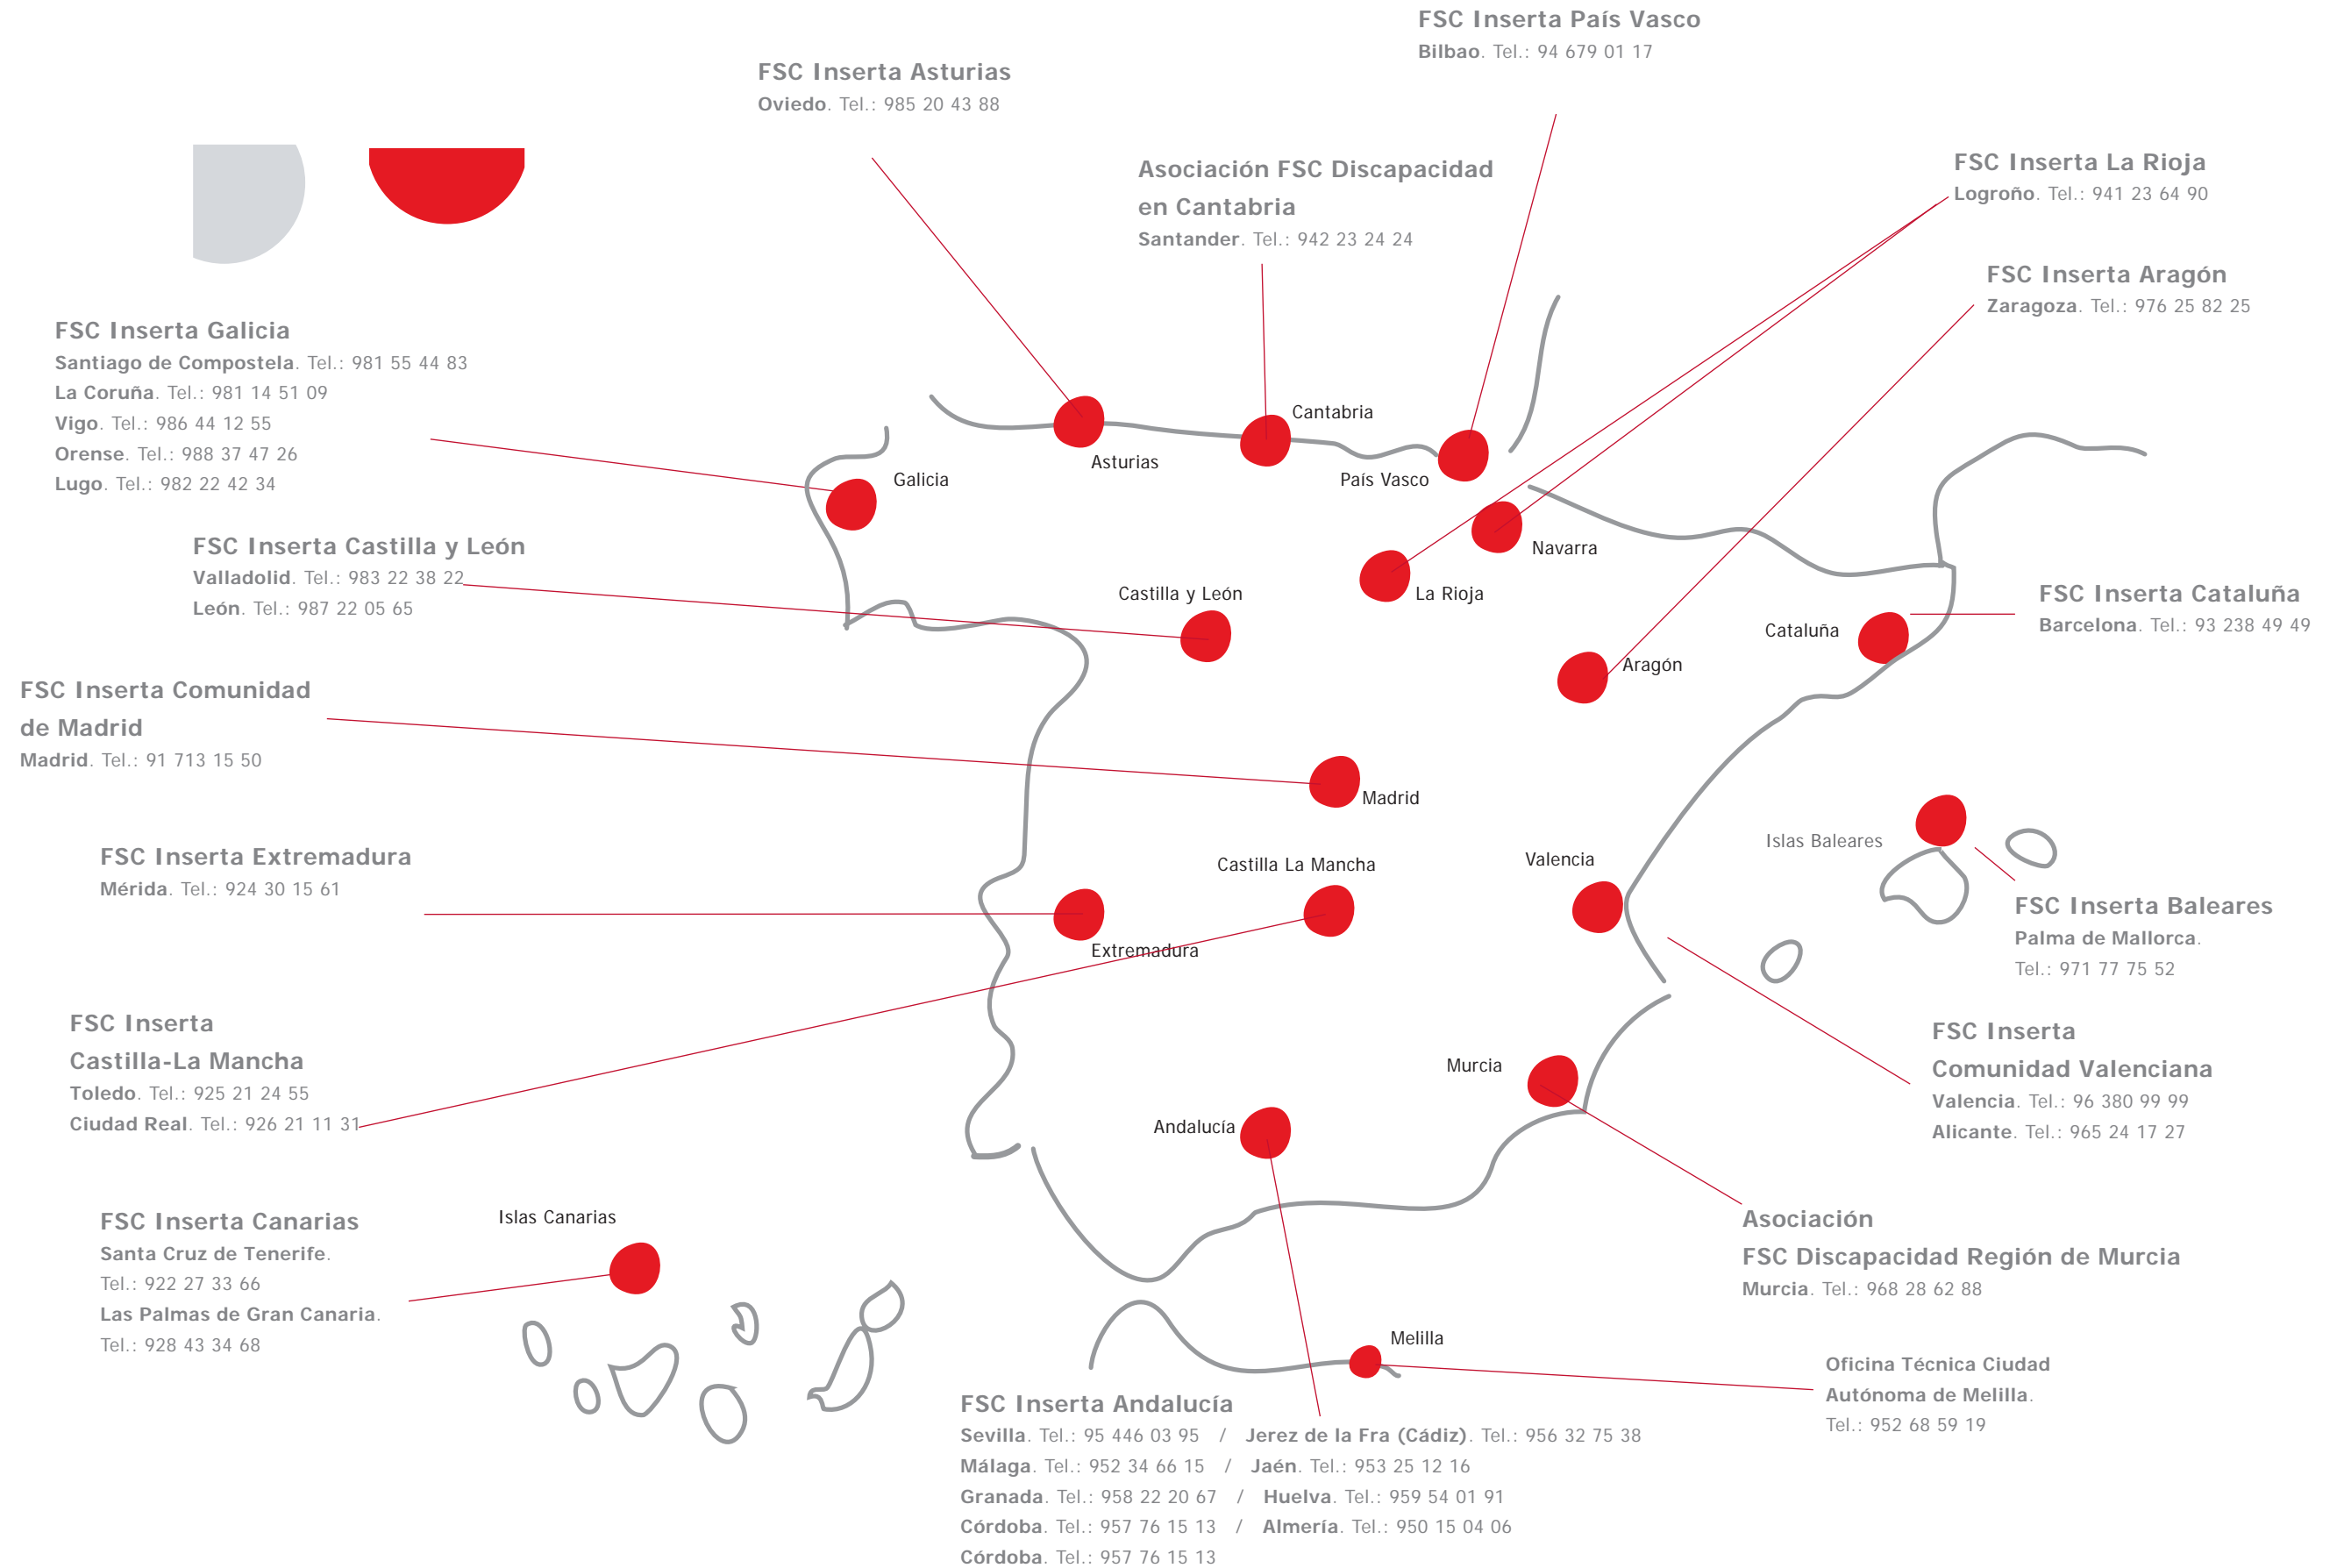 FSC Inserta País Vasco
Bilbao. Tel.: 94 679 01 17
FSC Inserta Asturias
Oviedo. Tel.: 985 20 43 88
Asociación FSC Discapacidad
en Cantabria
Santander. Tel.: 942 23 24 24
FSC Inserta La Rioja
Logroño. Tel.: 941 23 64 90
FSC Inserta Aragón
Zaragoza. Tel.: 976 25 82 25
FSC Inserta Galicia
Santiago de Compostela. Tel.: 981 55 44 83
La Coruña. Tel.: 981 14 51 09
Vigo. Tel.: 986 44 12 55
Orense. Tel.: 988 37 47 26
Lugo. Tel.: 982 22 42 34
Cantabria
Asturias
País Vasco
Galicia
Navarra
FSC Inserta Castilla y León
Valladolid. Tel.: 983 22 38 22
León. Tel.: 987 22 05 65
Castilla y León
La Rioja
FSC Inserta Cataluña
Barcelona. Tel.: 93 238 49 49
Cataluña
Aragón
FSC Inserta Comunidad
de Madrid
Madrid. Tel.: 91 713 15 50
Madrid
FSC Inserta Extremadura
Mérida. Tel.: 924 30 15 61
Castilla La Mancha
Valencia
Islas Baleares
FSC Inserta Baleares
Palma de Mallorca.
Tel.: 971 77 75 52
Extremadura
FSC Inserta
Castilla-La Mancha
Toledo. Tel.: 925 21 24 55
Ciudad Real. Tel.: 926 21 11 31
FSC Inserta
Comunidad Valenciana
Valencia. Tel.: 96 380 99 99
Alicante. Tel.: 965 24 17 27
Murcia
Andalucía
FSC Inserta Canarias
Santa Cruz de Tenerife.
Tel.: 922 27 33 66
Las Palmas de Gran Canaria.
Tel.: 928 43 34 68
Islas Canarias
Asociación
FSC Discapacidad Región de Murcia
Murcia. Tel.: 968 28 62 88
Melilla
Oficina Técnica Ciudad
Autónoma de Melilla.
Tel.: 952 68 59 19
FSC Inserta Andalucía
Sevilla. Tel.: 95 446 03 95 / Jerez de la Fra (Cádiz). Tel.: 956 32 75 38
Málaga. Tel.: 952 34 66 15 / Jaén. Tel.: 953 25 12 16
Granada. Tel.: 958 22 20 67 / Huelva. Tel.: 959 54 01 91
Córdoba. Tel.: 957 76 15 13 / Almería. Tel.: 950 15 04 06
Córdoba. Tel.: 957 76 15 13